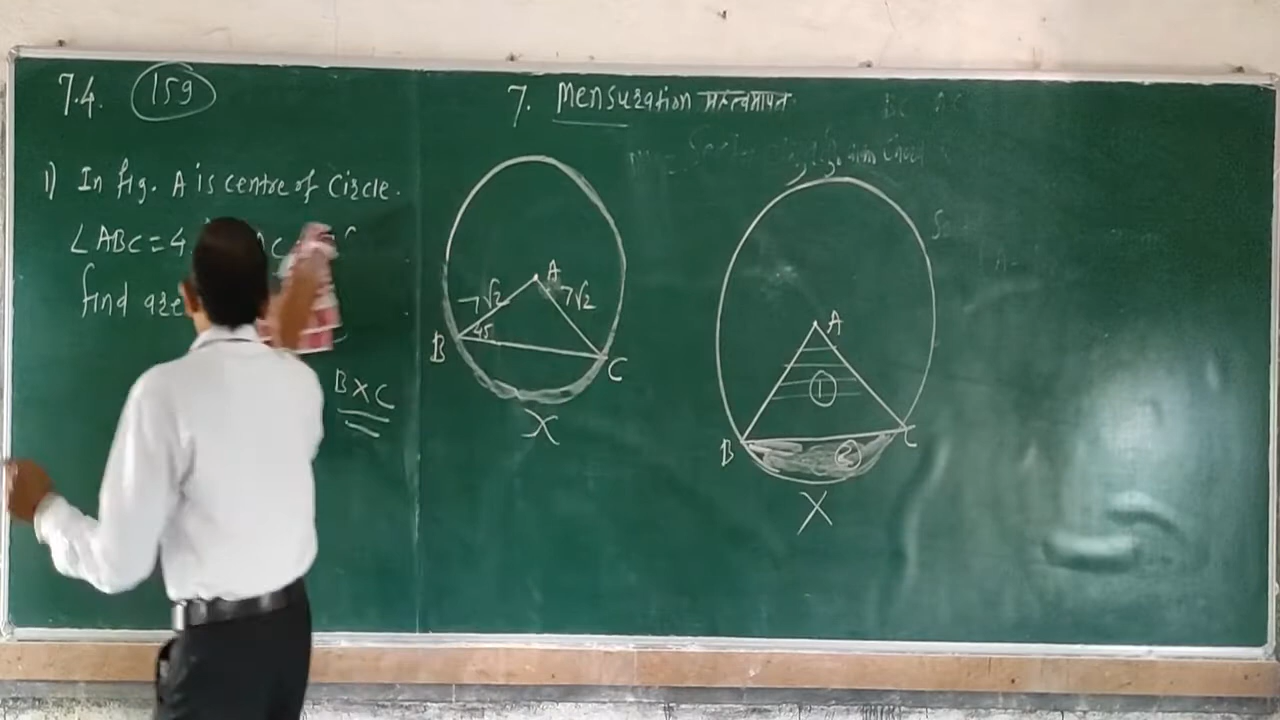 7.4. 159
7. Mensuration महत्वमापन
1) In fig. A is centre of Circle.
∠ABC = 4
find are
BXC
A
7√2
7√2
45
B
C
X
A
①
B
C
②
X